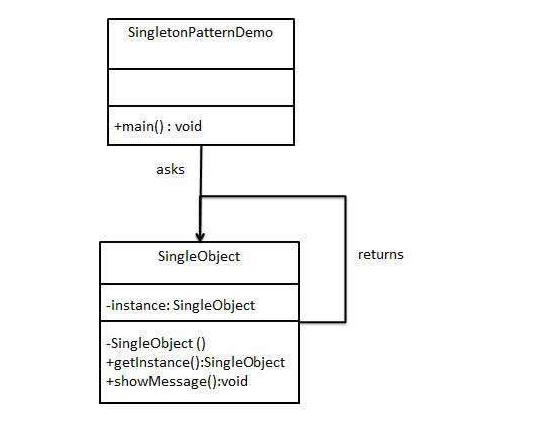 SingletonPatternDemo
+main() : void
asks
SingleObject
returns
-instance: SingleObject
-SingleObject ()
+getInstance():SingleObject
+showMessage():void